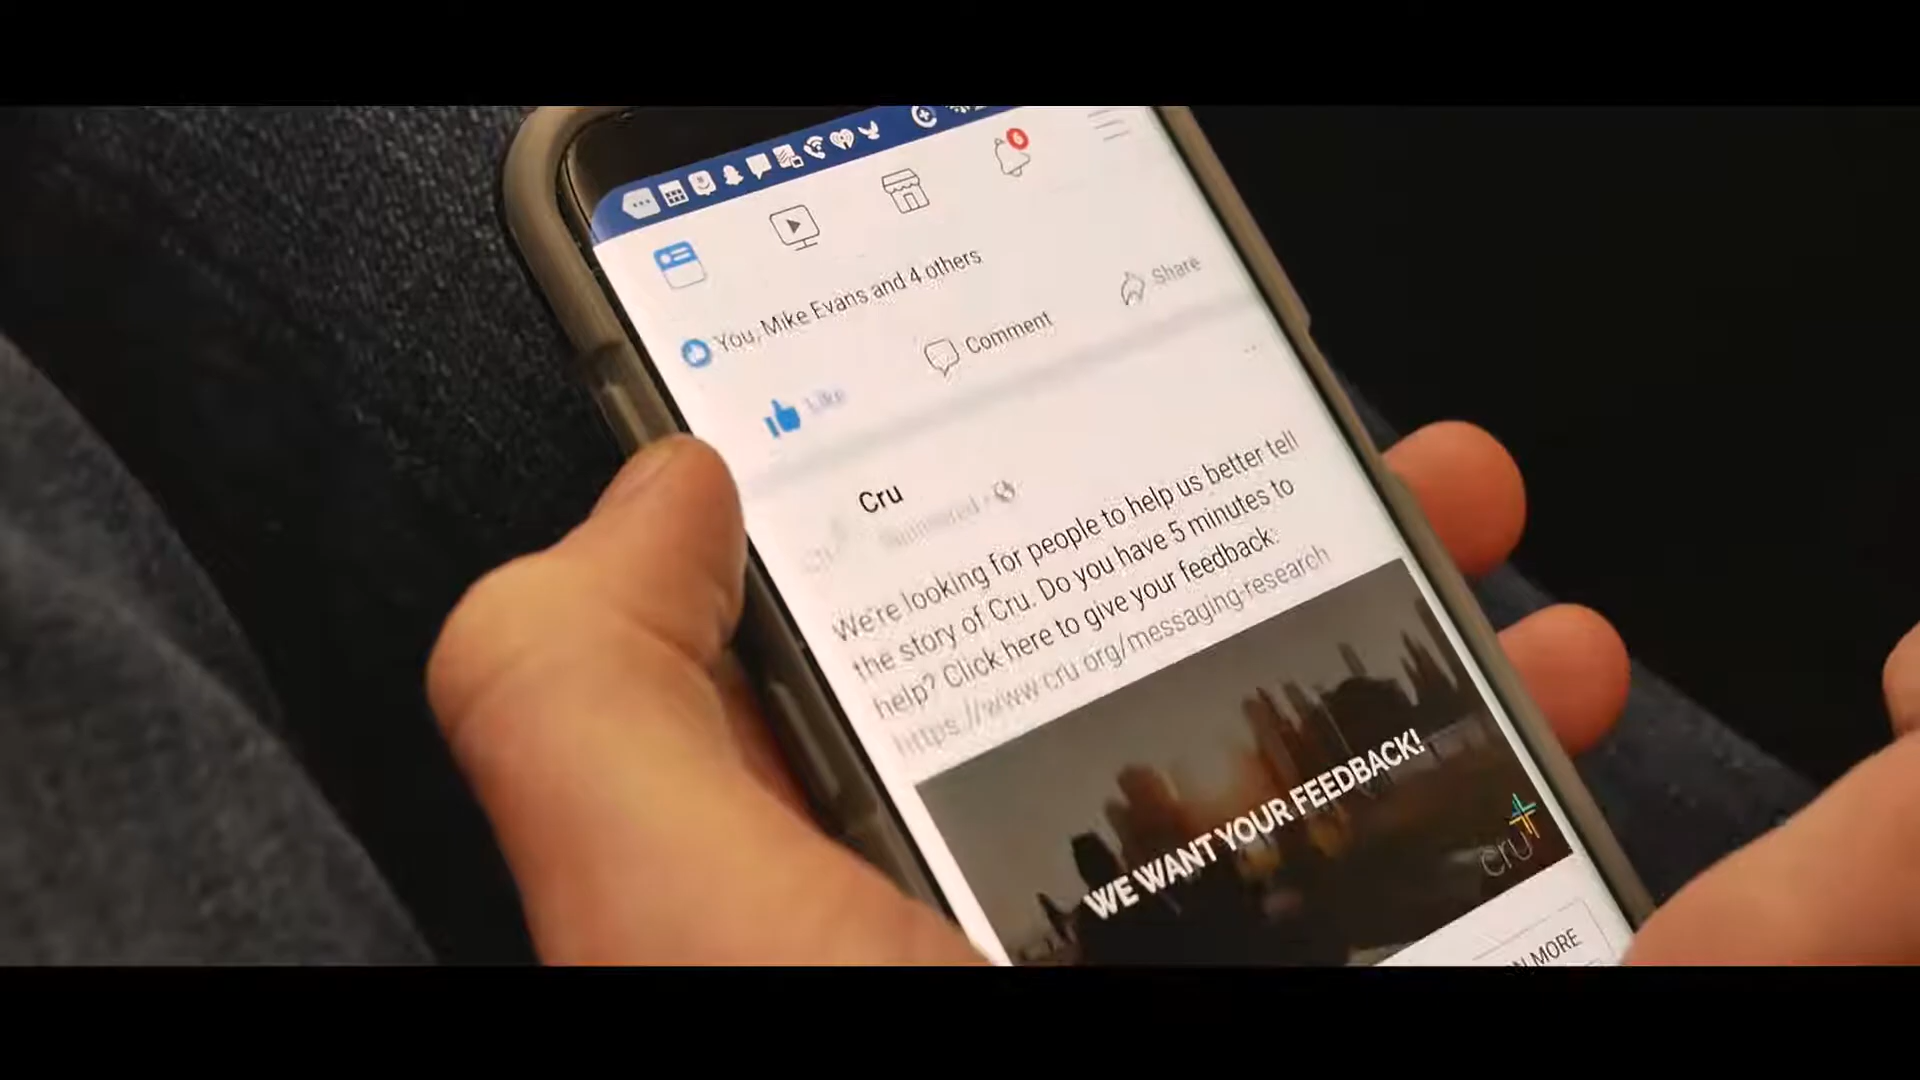 6
You, Mike Evans and 4 others
Like
Comment
Share
Cru
Sponsored
We're looking for people to help us better tell
the story of Cru. Do you have 5 minutes to
help? Click here to give your feedback:
https://www.cru.org/messaging-research
WE WANT YOUR FEEDBACK!
cru
MORE